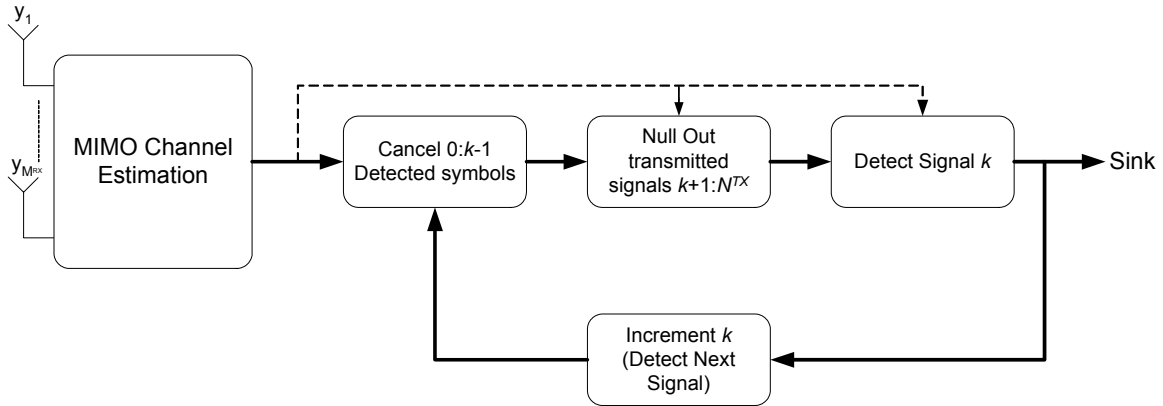 y1
yMRX
MIMO Channel
Estimation
Cancel 0:k-1
Detected symbols
Null Out
transmitted
signals k+1:NTX
Detect Signal k
Sink
Increment k
(Detect Next
Signal)